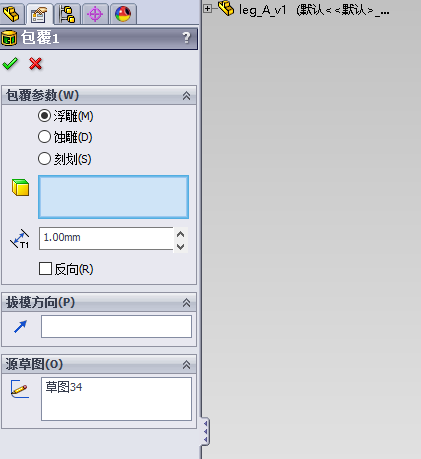 leg_A_v1 (默认<<默认>_...
包覆1 ?
包覆参数(W)
浮雕(M)
蚀雕(D)
刻划(S)
T1 1.00mm
反向(R)
拔模方向(P)
源草图(O)
草图34